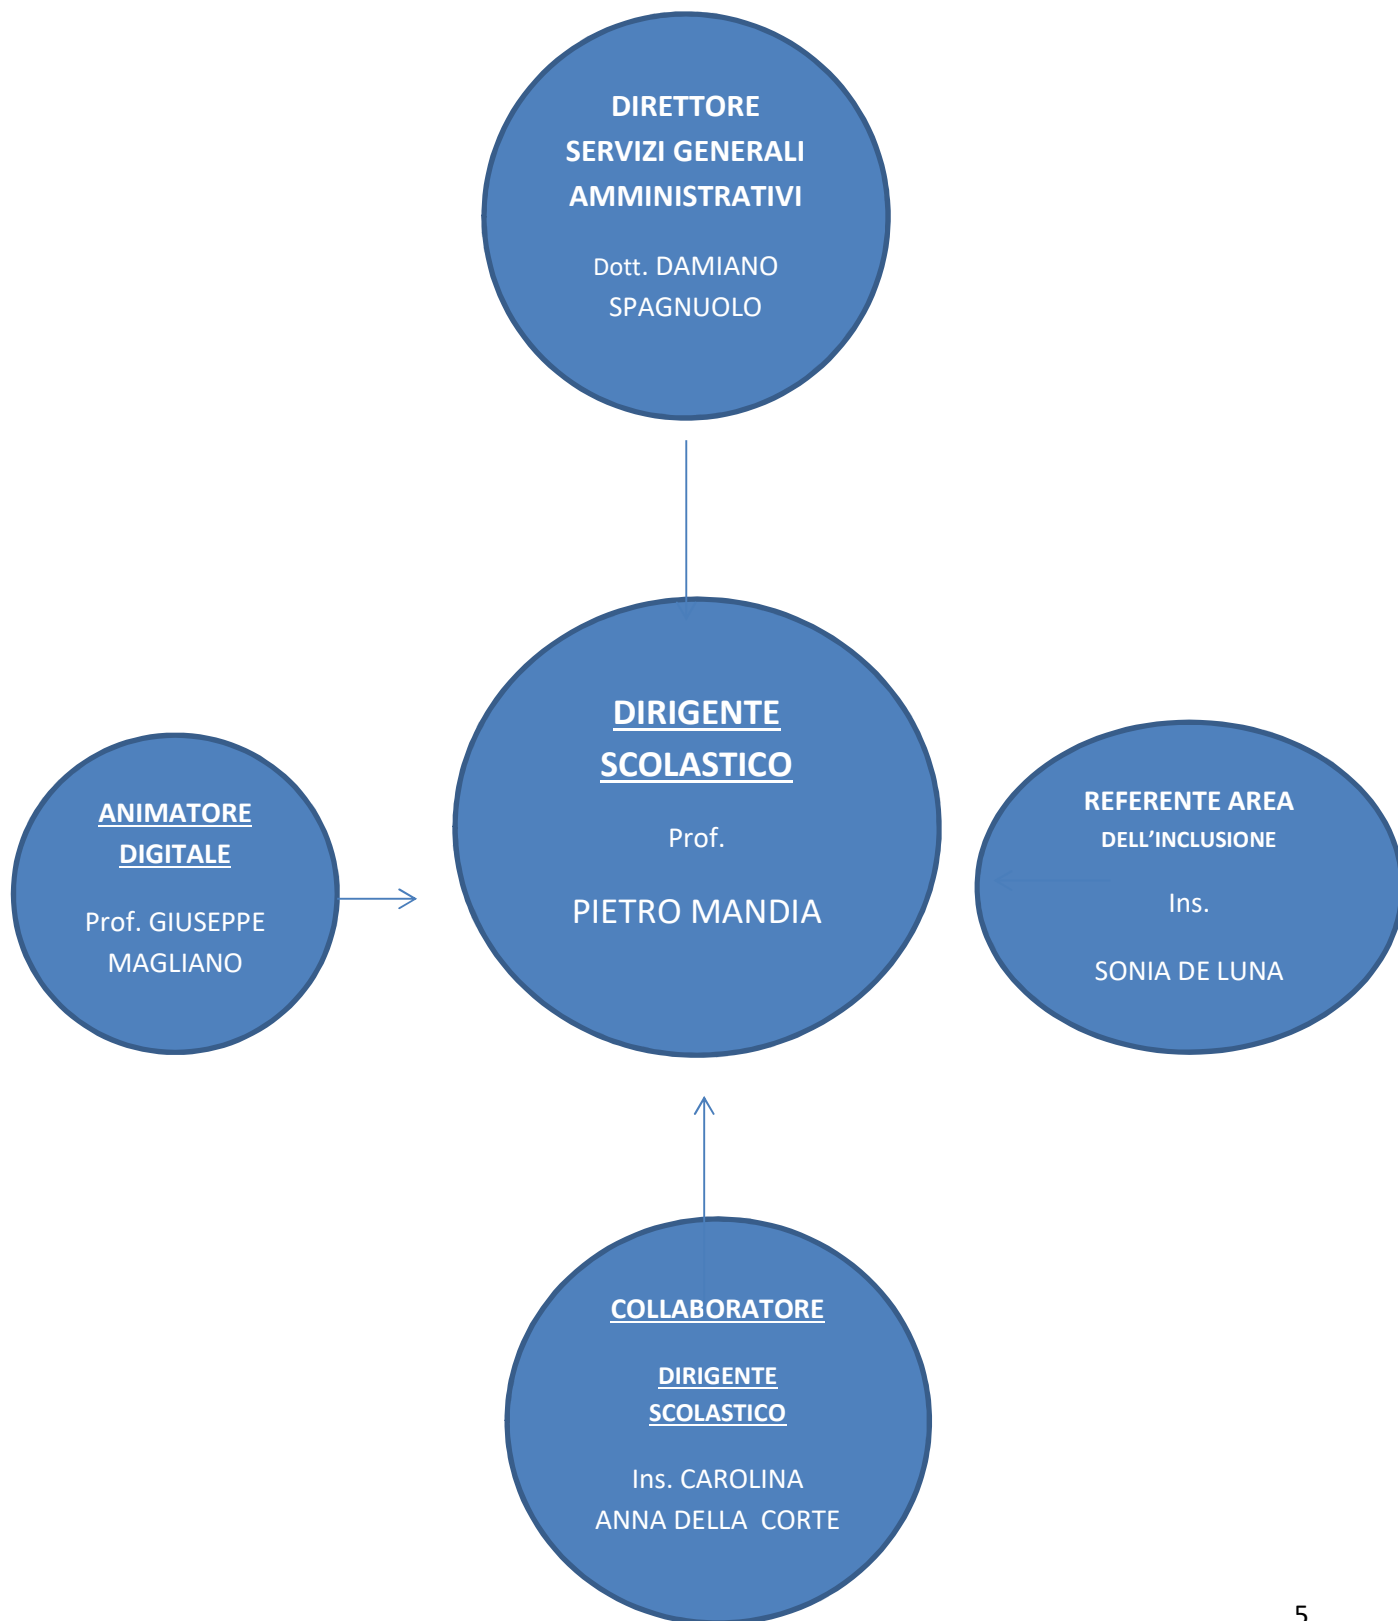 DIRETTORE
SERVIZI GENERALI
AMMINISTRATIVI
Dott. DAMIANO
SPAGNUOLO
DIRIGENTE
SCOLASTICO
Prof.
PIETRO MANDIA
ANIMATORE
DIGITALE
Prof. GIUSEPPE
MAGLIANO
REFERENTE AREA
DELL’INCLUSIONE
Ins.
SONIA DE LUNA
COLLABORATORE
DIRIGENTE
SCOLASTICO
Ins. CAROLINA
ANNA DELLA  CORTE
5